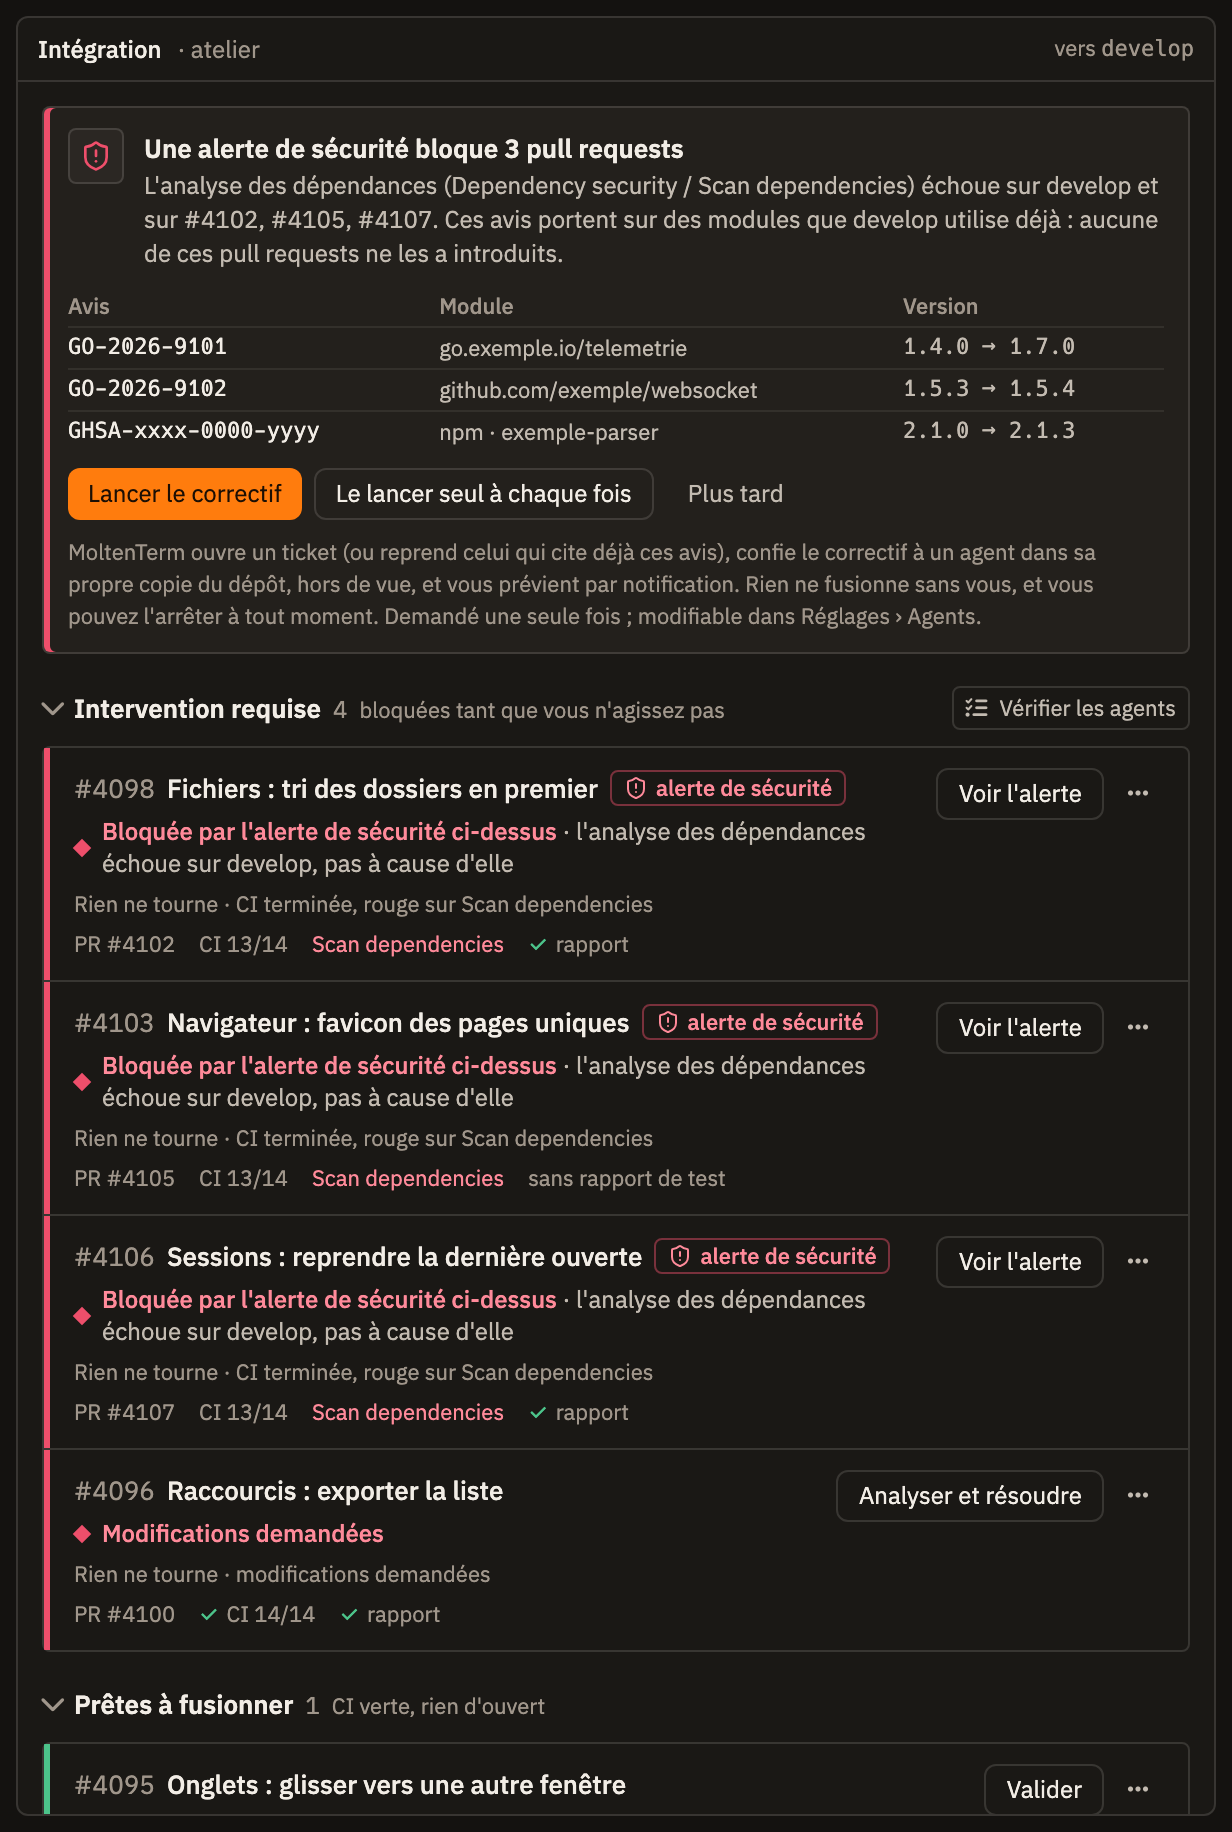 Intégration · atelier
vers develop
Une alerte de sécurité bloque 3 pull requests
L'analyse des dépendances (Dependency security / Scan dependencies) échoue sur develop et
sur #4102, #4105, #4107. Ces avis portent sur des modules que develop utilise déjà : aucune
de ces pull requests ne les a introduits.
Avis Module Version
GO-2026-9101 go.exemple.io/telemetrie 1.4.0 → 1.7.0
GO-2026-9102 github.com/exemple/websocket 1.5.3 → 1.5.4
GHSA-xxxx-0000-yyyy npm · exemple-parser 2.1.0 → 2.1.3
Lancer le correctif Le lancer seul à chaque fois Plus tard
MoltenTerm ouvre un ticket (ou reprend celui qui cite déjà ces avis), confie le correctif à un agent dans sa
propre copie du dépôt, hors de vue, et vous prévient par notification. Rien ne fusionne sans vous, et vous
pouvez l'arrêter à tout moment. Demandé une seule fois ; modifiable dans Réglages › Agents.
Intervention requise 4 bloquées tant que vous n'agissez pas
Vérifier les agents
#4098 Fichiers : tri des dossiers en premier alerte de sécurité
Voir l'alerte
Bloquée par l'alerte de sécurité ci-dessus · l'analyse des dépendances
échoue sur develop, pas à cause d'elle
Rien ne tourne · CI terminée, rouge sur Scan dependencies
PR #4102 CI 13/14 Scan dependencies ✓ rapport
#4103 Navigateur : favicon des pages uniques alerte de sécurité
Voir l'alerte
Bloquée par l'alerte de sécurité ci-dessus · l'analyse des dépendances
échoue sur develop, pas à cause d'elle
Rien ne tourne · CI terminée, rouge sur Scan dependencies
PR #4105 CI 13/14 Scan dependencies sans rapport de test
#4106 Sessions : reprendre la dernière ouverte alerte de sécurité
Voir l'alerte
Bloquée par l'alerte de sécurité ci-dessus · l'analyse des dépendances
échoue sur develop, pas à cause d'elle
Rien ne tourne · CI terminée, rouge sur Scan dependencies
PR #4107 CI 13/14 Scan dependencies ✓ rapport
#4096 Raccourcis : exporter la liste
Analyser et résoudre
Modifications demandées
Rien ne tourne · modifications demandées
PR #4100 ✓ CI 14/14 ✓ rapport
Prêtes à fusionner 1 CI verte, rien d'ouvert
#4095 Onglets : glisser vers une autre fenêtre
Valider